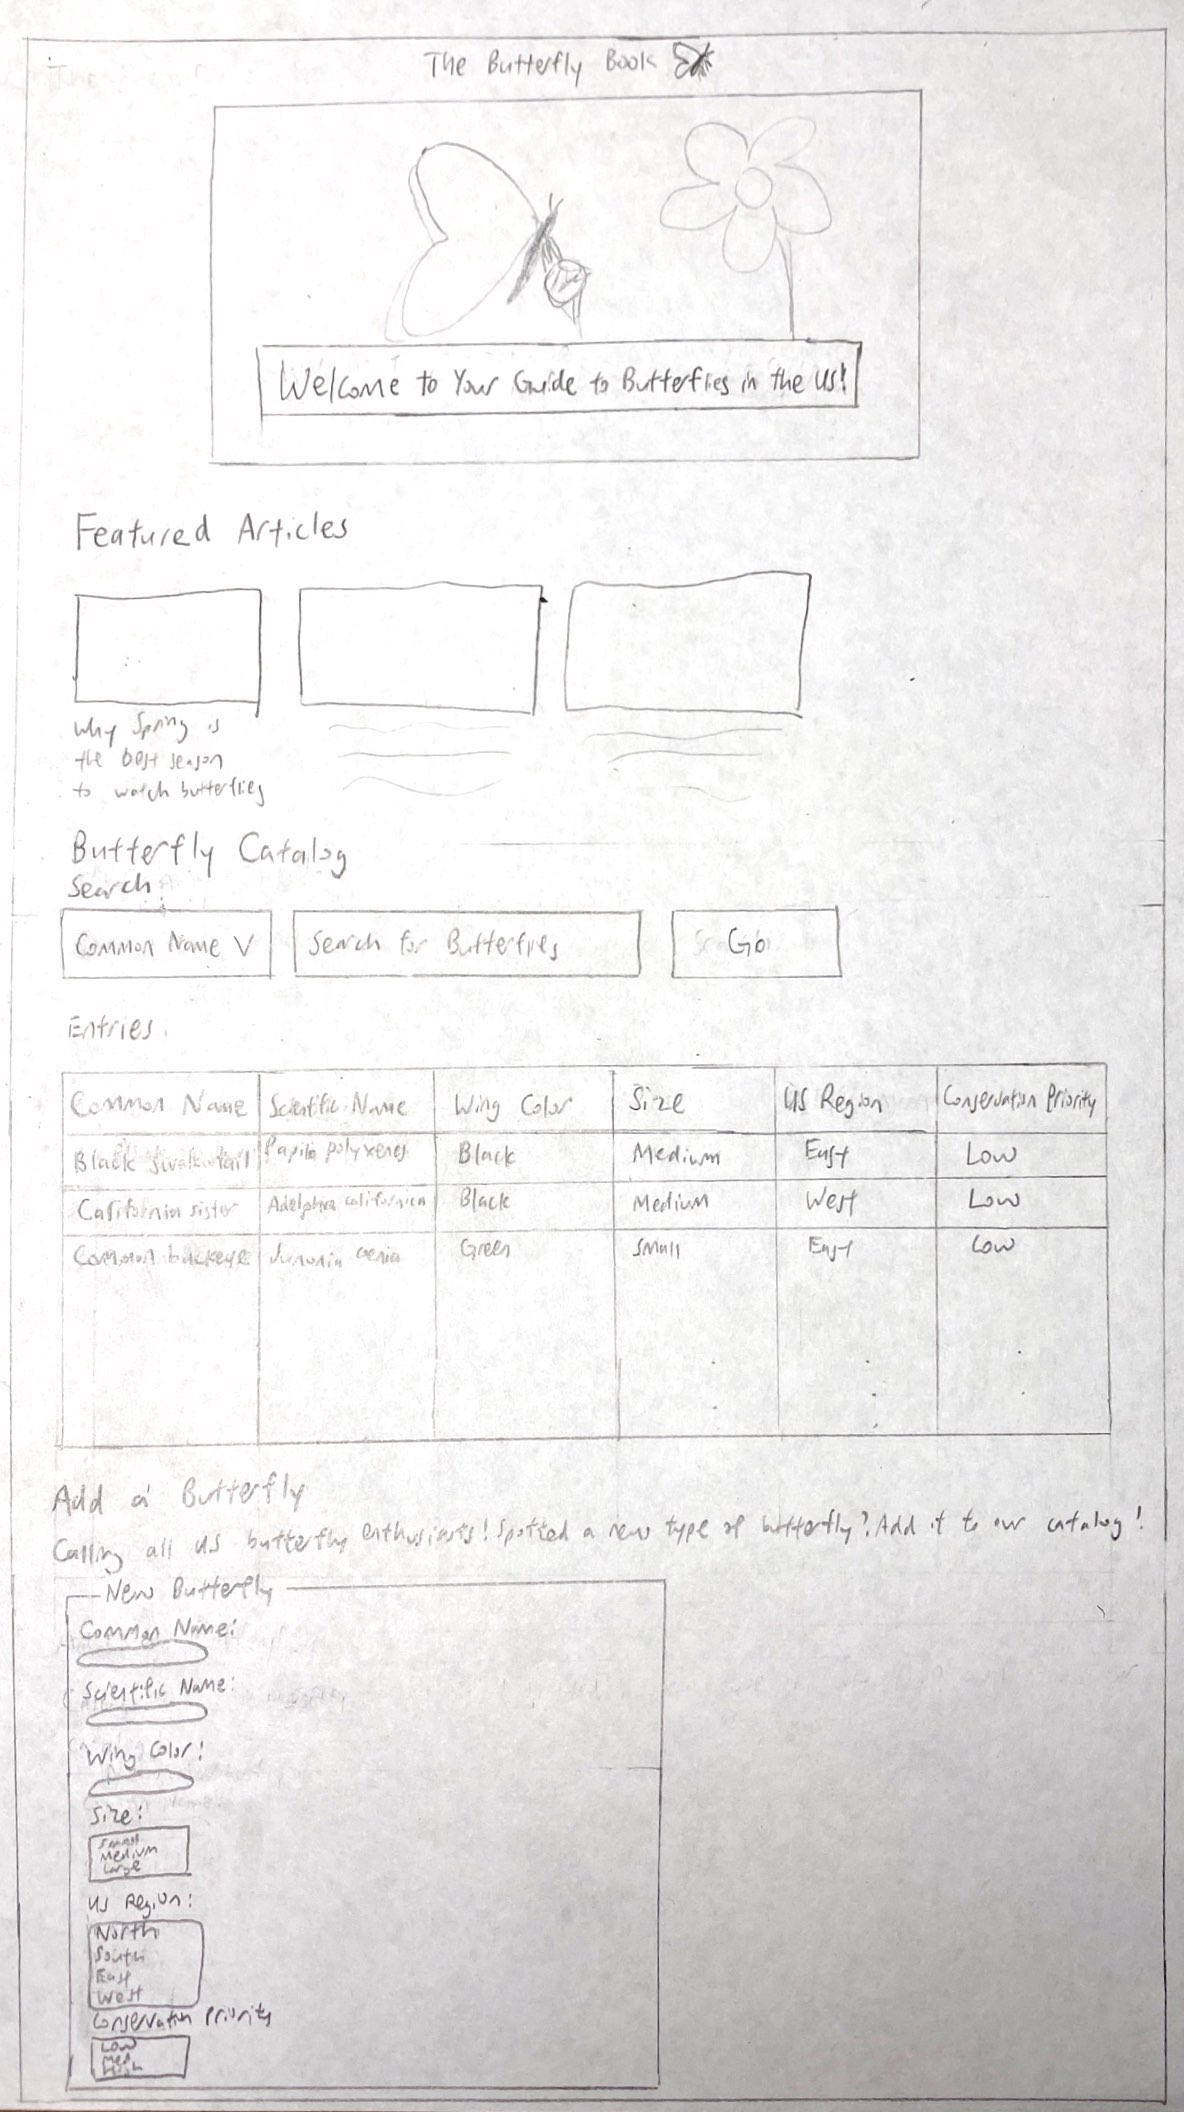 The Butterfly Book
Welcome to Your Guide to Butterflies in the US!
Featured Articles
Why Spring is
the best season
to watch butterflies
Butterfly Catalog
Search:
Common Name V
Search for Butterflies
Go
Entries:
Common Name Scientific Name Wing Color Size US Region Conservation Priority
Black swallowtail Papilio polyxenes Black Medium East Low
California sister Adelpha californica Black Medium West Low
Common buckeye Junonia coenia Green Small East Low
Add a Butterfly
Calling all US butterfly enthusiasts! Spotted a new type of butterfly? Add it to our catalog!
New Butterfly
Common Name:
Scientific Name:
Wing Color:
Size:
Small
Medium
Large
US Region:
North
South
East
West
Conservation Priority
Low
Med
High